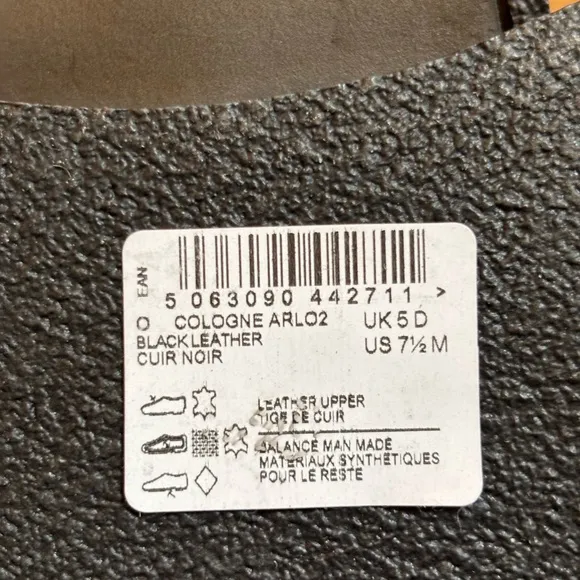 EAN
5 063090 442711 >
O COLOGNE ARLO2 UK 5 D
BLACK LEATHER US 7½ M
CUIR NOIR
LEATHER UPPER
TIGE DE CUIR
BALANCE MAN MADE
MATERIAUX SYNTHETIQUES
POUR LE RESTE